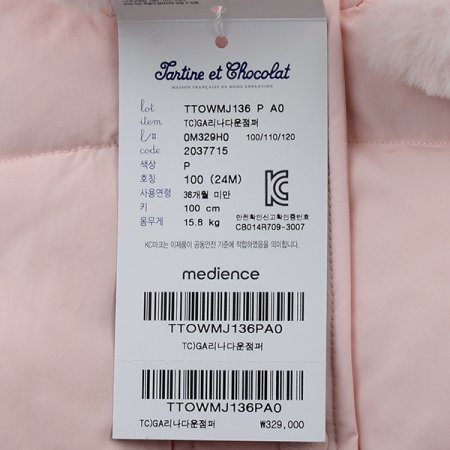 Tartine et Chocolat
MAISON FRANÇAISE DE MODE ENFANTINE
lot TTOWMJ136 P A0
item TC)GA리나다운점퍼
l/n 0M329H0 100/110/120
code 2037715
색상 P
호칭 100 (24M)
사용연령 36개월 미만
키 100 cm
몸무게 15.8 kg
안전확인신고확인증번호
CB014R709-3007
KC마크는 이제품이 공동안전 기준에 적합하였음을 의미합니다.
medience
TTOWMJ136PA0
TC)GA리나다운점퍼
TTOWMJ136PA0
TC)GA리나다운점퍼 ₩329,000